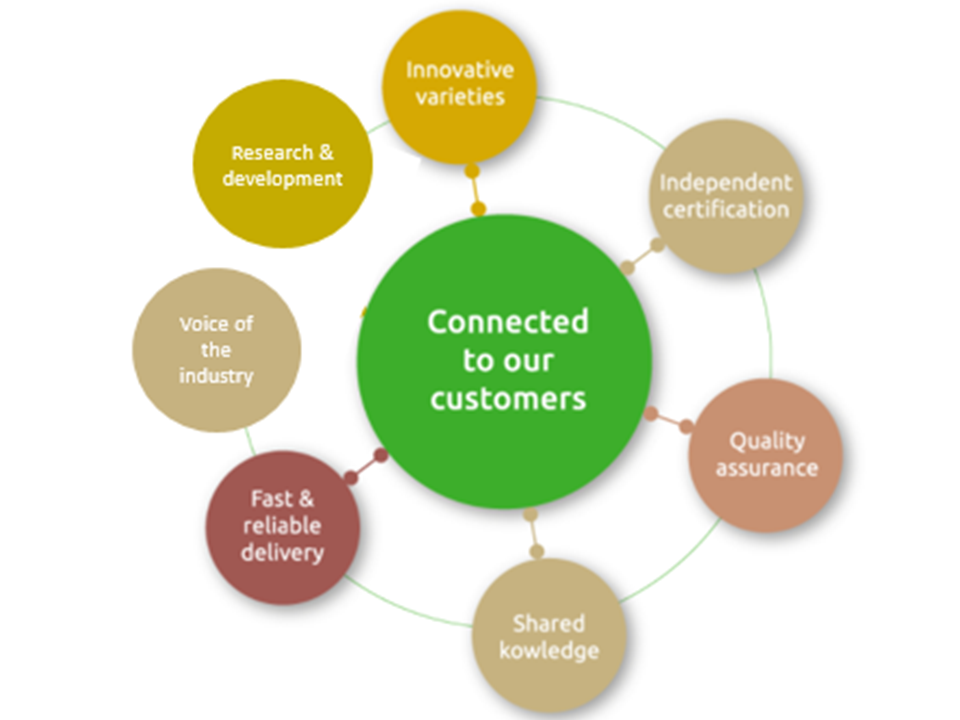 Innovative
varieties
Research &
development
Independent
certification
Voice of
the
industry
Connected
to our
customers
Quality
assurance
Fast &
reliable
delivery
Shared
kowledge